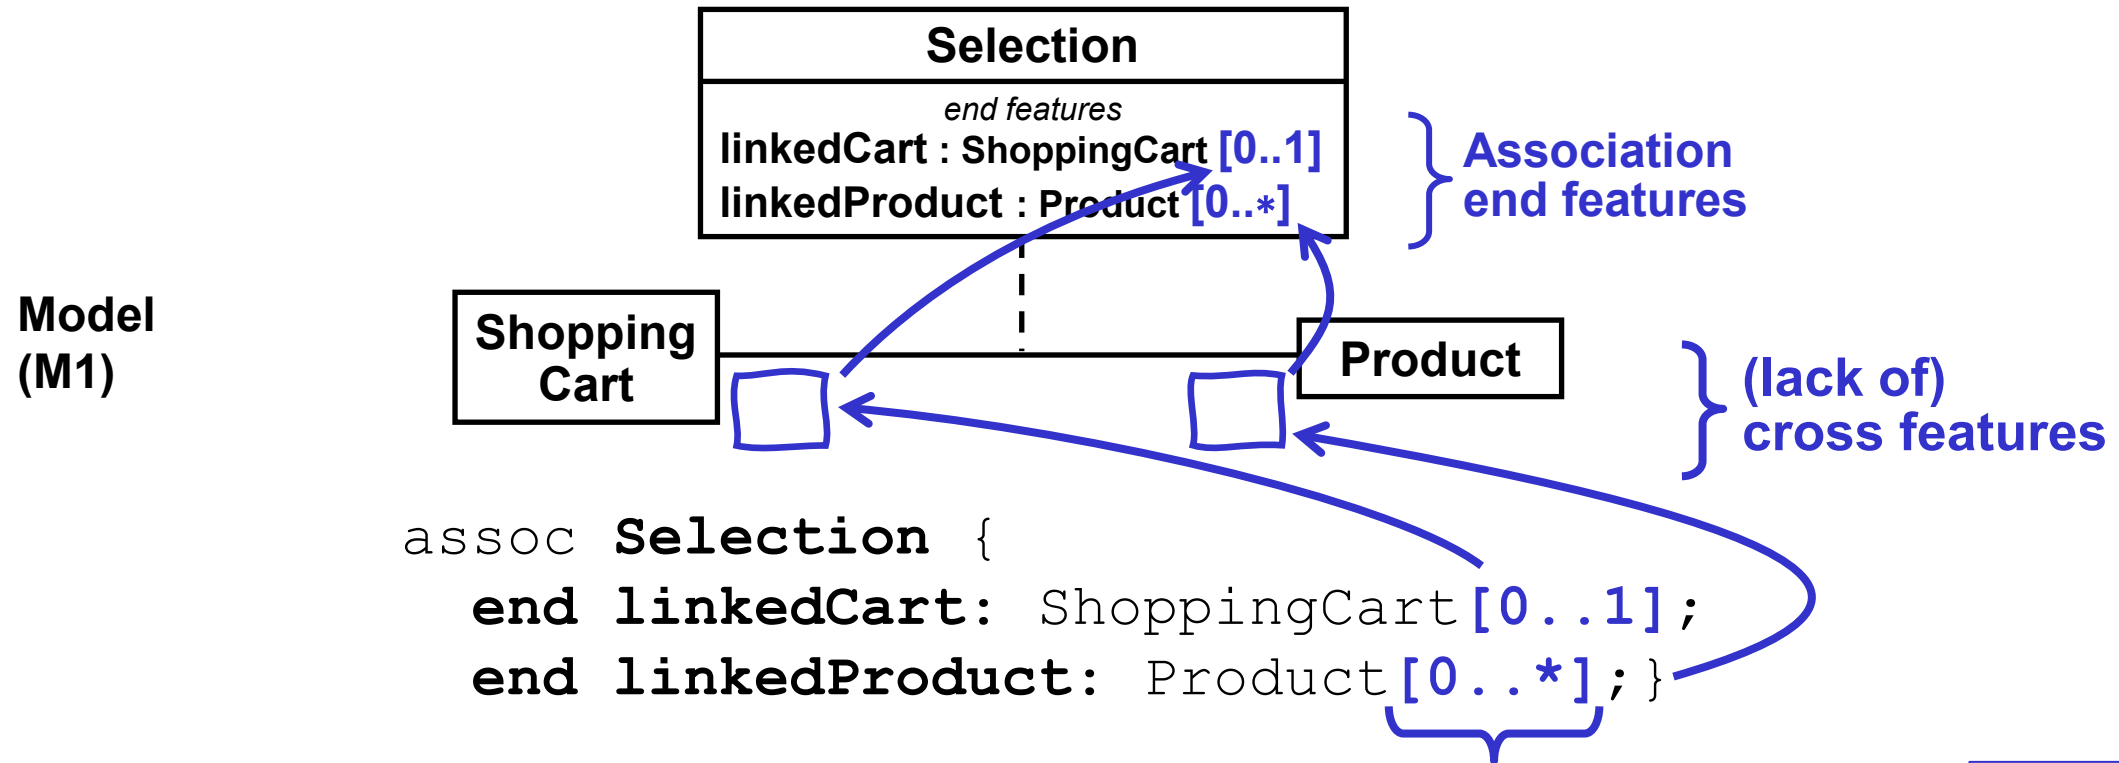 Selection
end features
linkedCart : ShoppingCart [0..1]
linkedProduct : Product [0..*]
Association
end features
Model
(M1)
Shopping
Cart
Product
(lack of)
cross features
assoc Selection {
end linkedCart: ShoppingCart[0..1];
end linkedProduct: Product[0..*];}